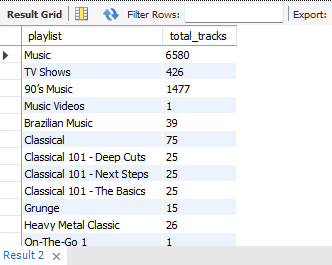 Result Grid Filter Rows: Export:
playlist total_tracks
Music 6580
TV Shows 426
90’s Music 1477
Music Videos 1
Brazilian Music 39
Classical 75
Classical 101 - Deep Cuts 25
Classical 101 - Next Steps 25
Classical 101 - The Basics 25
Grunge 15
Heavy Metal Classic 26
On-The-Go 1 1
Result 2 ×